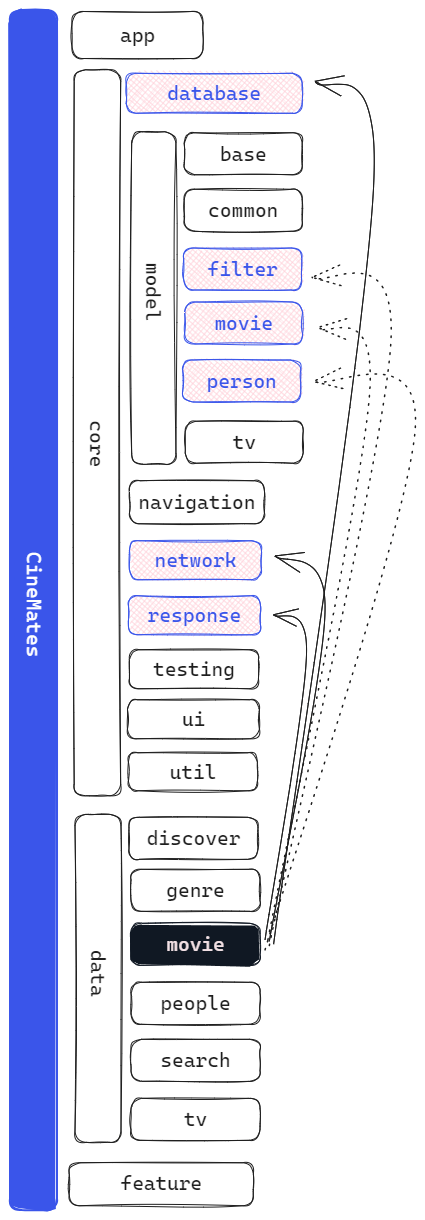 CineMates
app
core
database
model
base
common
filter
movie
person
tv
navigation
network
response
testing
ui
util
data
discover
genre
movie
people
search
tv
feature